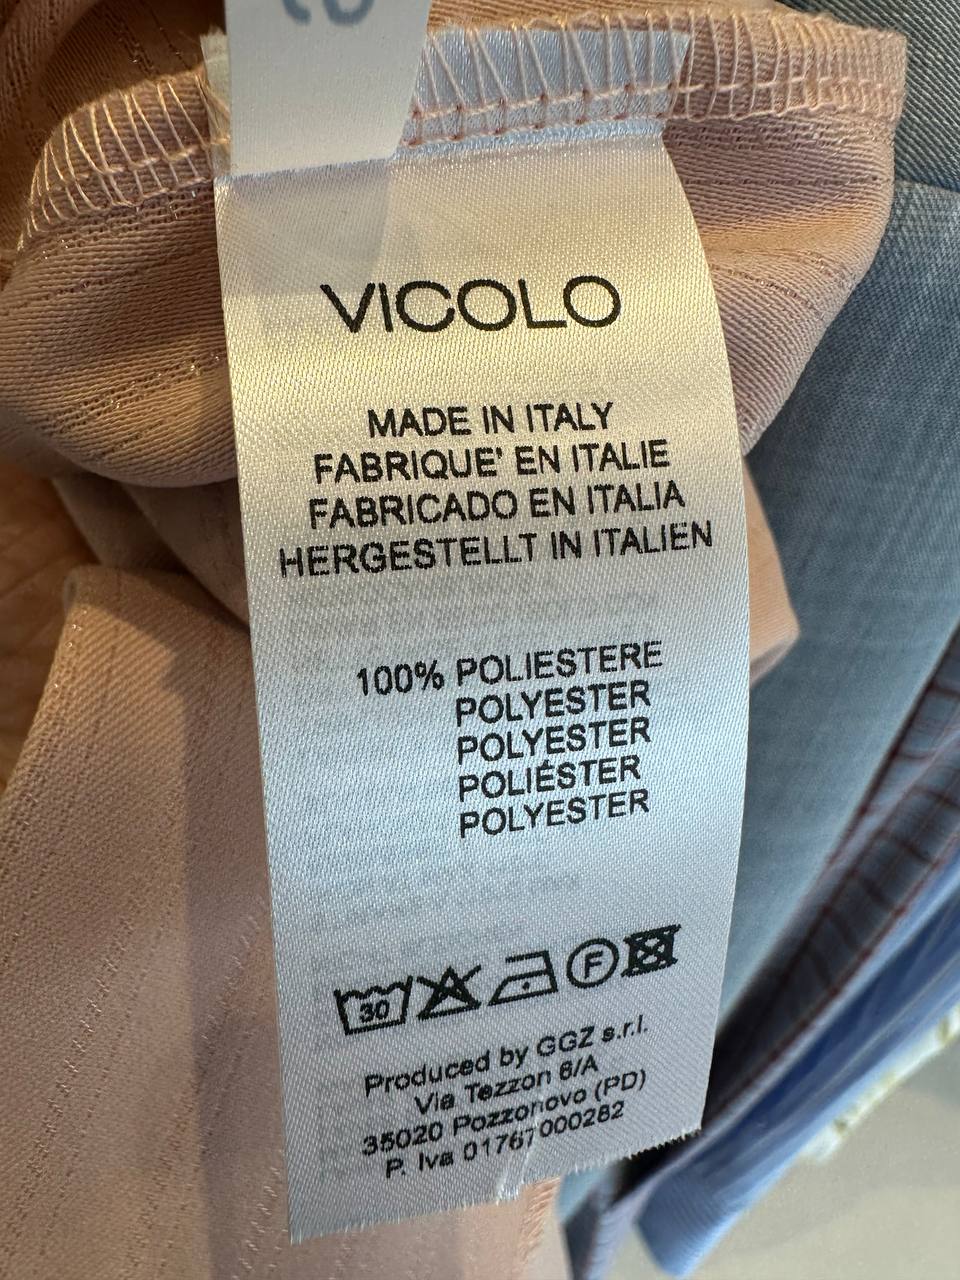 VICOLO
MADE IN ITALY
FABRIQUE' EN ITALIE
FABRICADO EN ITALIA
HERGESTELLT IN ITALIEN
100% POLIESTERE
POLYESTER
POLYESTER
POLIÉSTER
POLYESTER
30 F
Produced by GGZ s.r.l.
Via Tezzon 6/A
35020 Pozzonovo (PD)
P. Iva 01767000282